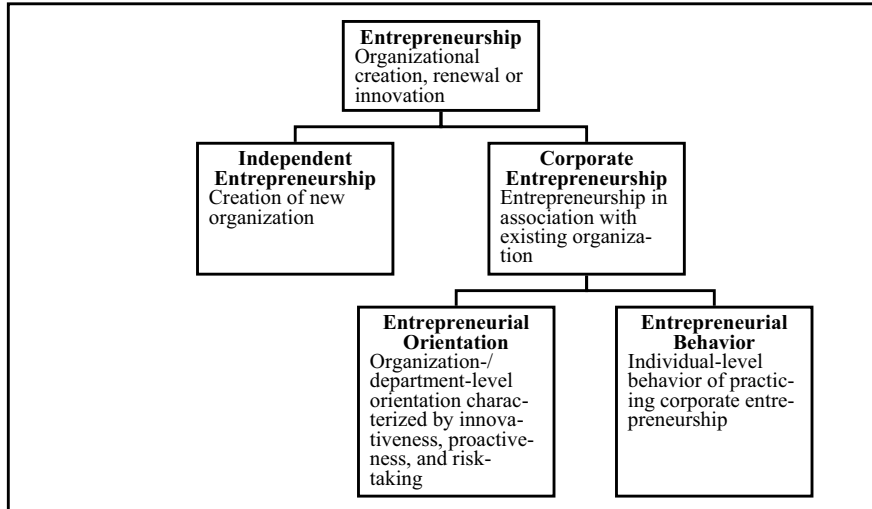 Entrepreneurship
Organizational
creation, renewal or
innovation
Independent
Entrepreneurship
Creation of new
organization
Corporate
Entrepreneurship
Entrepreneurship in
association with
existing organiza-
tion
Entrepreneurial
Orientation
Organization-/
department-level
orientation charac-
terized by innova-
tiveness, proactive-
ness, and risk-
taking
Entrepreneurial
Behavior
Individual-level
behavior of practic-
ing corporate entre-
preneurship